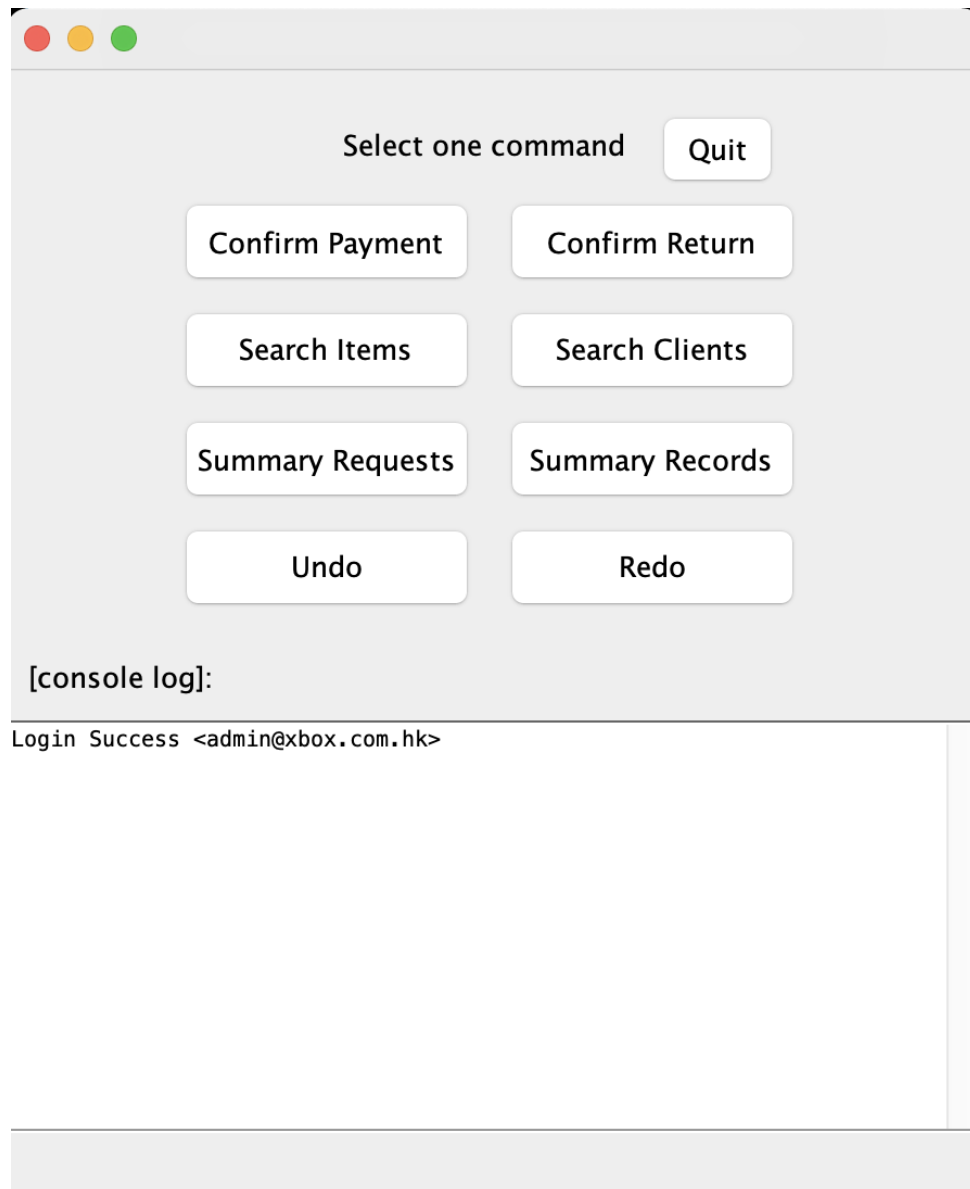 Select one command Quit
Confirm Payment Confirm Return
Search Items Search Clients
Summary Requests Summary Records
Undo Redo
[console log]:
Login Success <admin@xbox.com.hk>